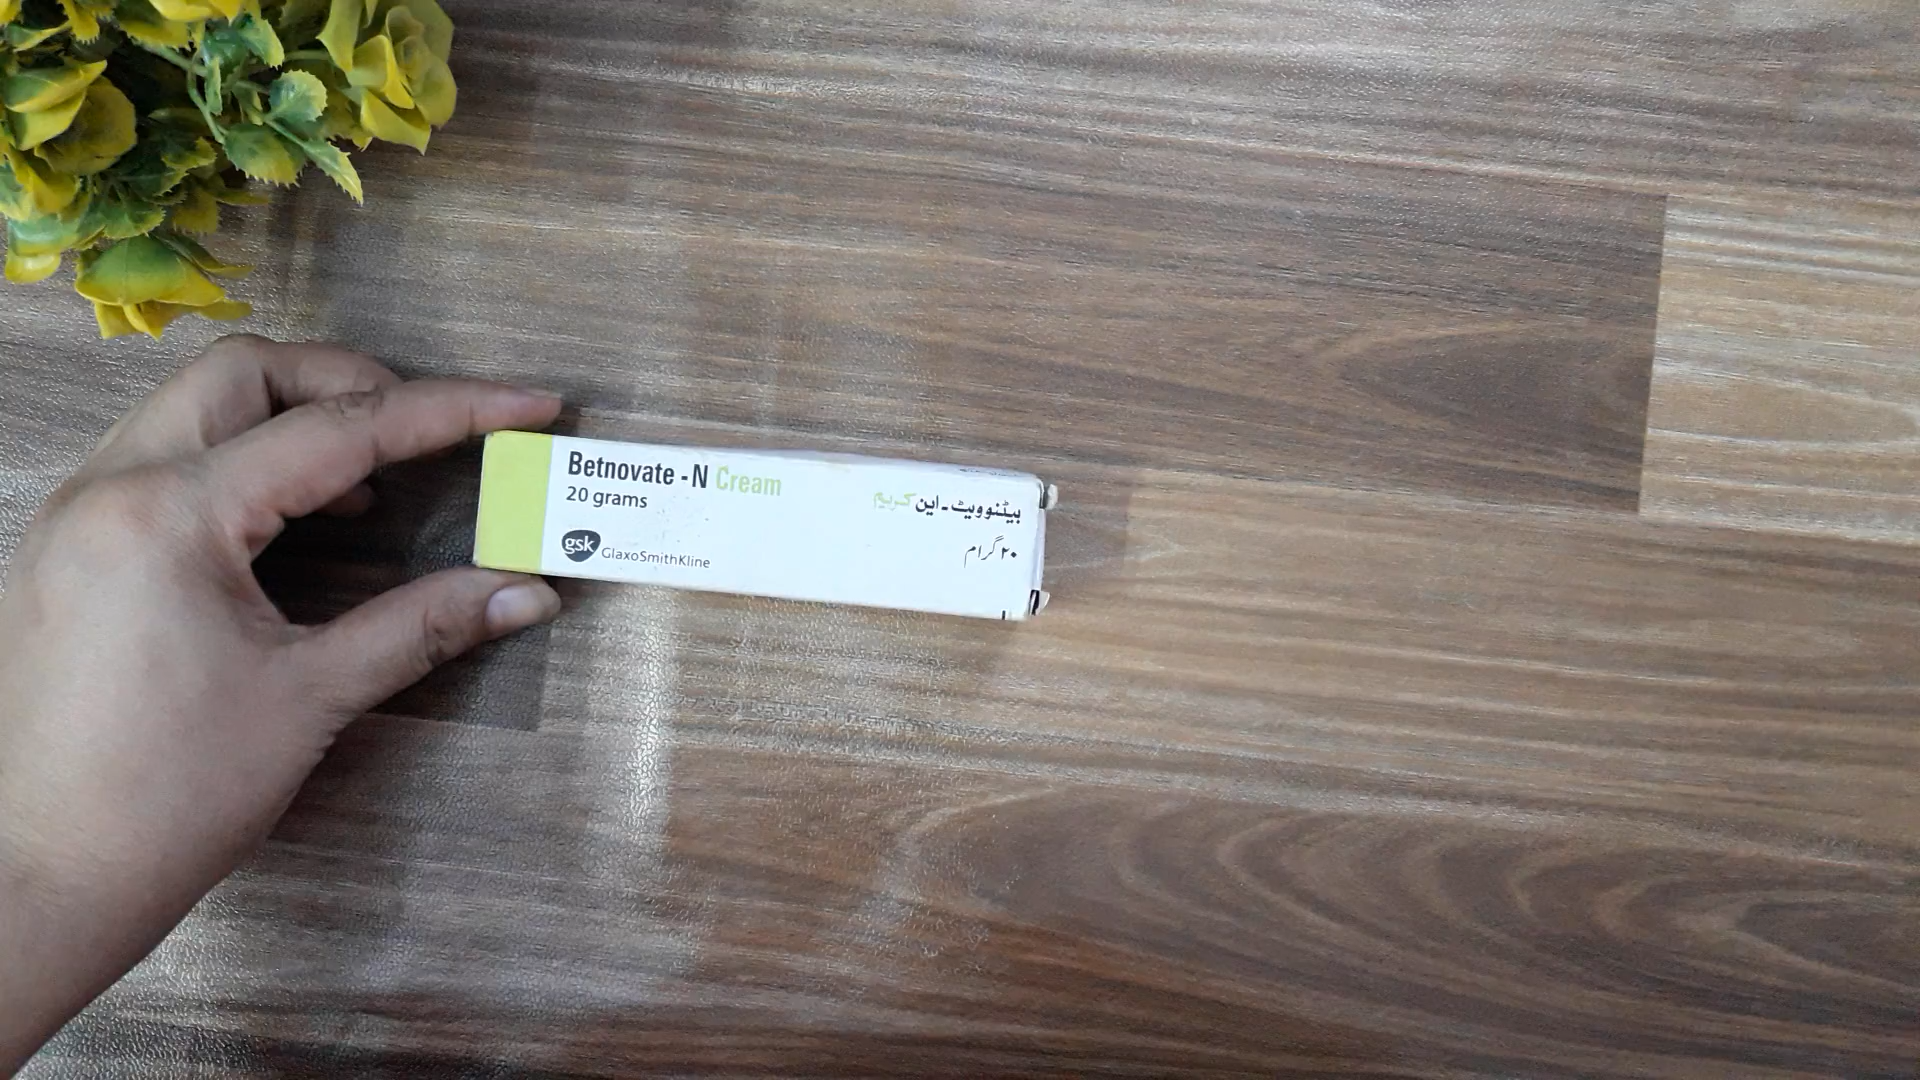 Betnovate - N Cream
20 grams
gsk GlaxoSmithKline
بیٹنوویٹ - این کریم
۲۰ گرام